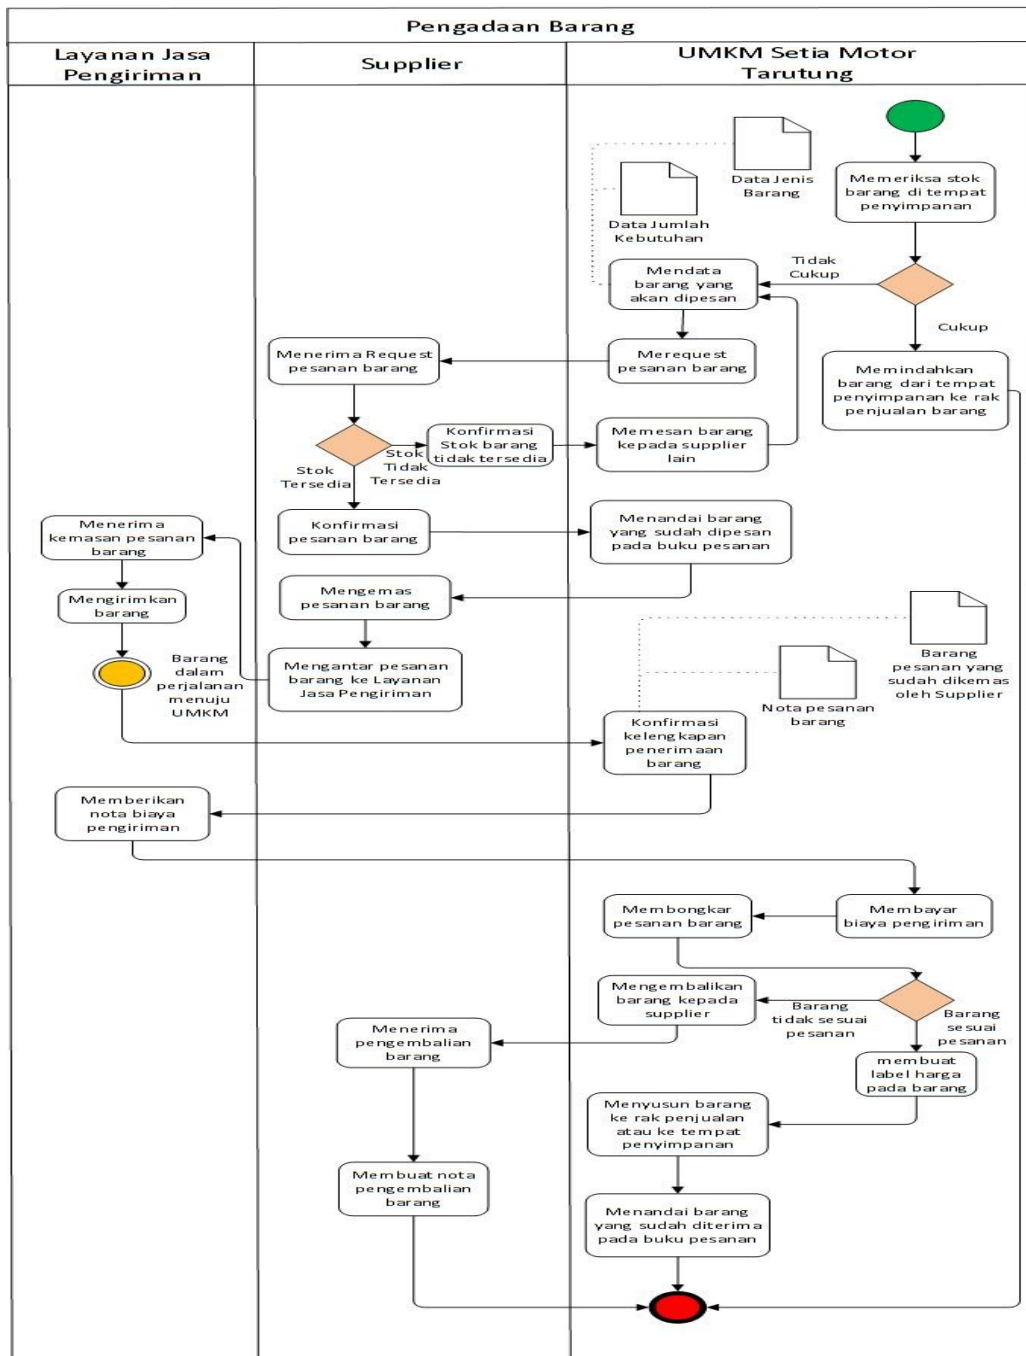 Pengadaan Barang
Layanan Jasa
Pengiriman
Supplier
UMKM Setia Motor
Tarutung
Data Jenis
Barang
Memeriksa stok
barang di tempat
penyimpanan
Data Jumlah
Kebutuhan
Mendata
barang yang
akan dipesan
Tidak
Cukup
Cukup
Menerima Request
pesanan barang
Merequest
pesanan barang
Memindahkan
barang dari tempat
penyimpanan ke rak
penjualan barang
Konfirmasi
Stok barang
tidak tersedia
Memesan barang
kepada supplier
lain
Stok
Tersedia
Stok
Tidak
Tersedia
Menerima
kemasan pesanan
barang
Konfirmasi
pesanan barang
Menandai barang
yang sudah dipesan
pada buku pesanan
Mengirimkan
barang
Mengemas
pesanan barang
Barang
dalam
perjalanan
menuju
UMKM
Mengantar pesanan
barang ke Layanan
Jasa Pengiriman
Barang
pesanan yang
sudah dikemas
oleh Supplier
Nota pesanan
barang
Konfirmasi
kelengkapan
penerimaan
barang
Memberikan
nota biaya
pengiriman
Membongkar
pesanan barang
Membayar
biaya pengiriman
Mengembalikan
barang kepada
supplier
Barang
tidak sesuai
pesanan
Barang
sesuai
pesanan
Menerima
pengembalian
barang
membuat
label harga
pada barang
Menyusun barang
ke rak penjualan
atau ke tempat
penyimpanan
Membuat nota
pengembalian
barang
Menandai barang
yang sudah diterima
pada buku pesanan